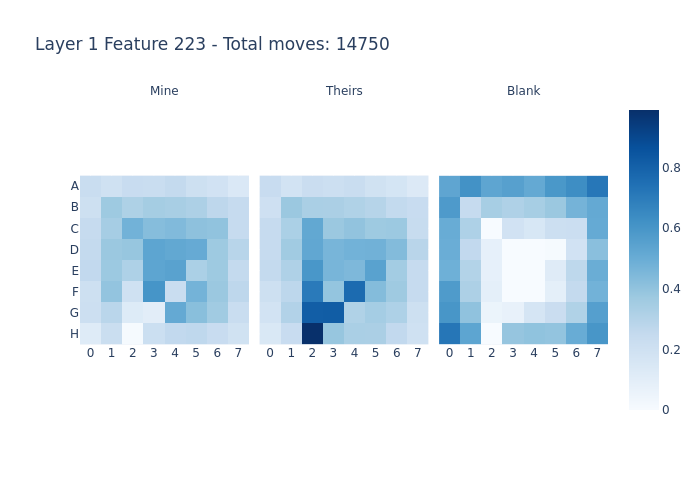 Layer 1 Feature 223 - Total moves: 14750
Mine Theirs Blank
A
B
C
D
E
F
G
H
0 1 2 3 4 5 6 7 0 1 2 3 4 5 6 7 0 1 2 3 4 5 6 7
0.8
0.6
0.4
0.2
0